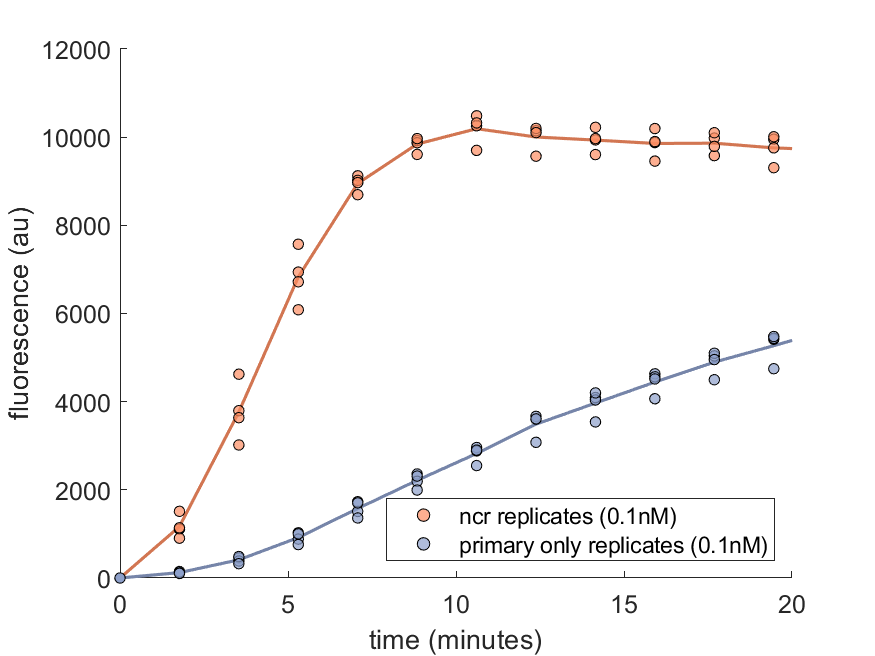 12000
10000
8000
6000
4000
2000
0
fluorescence (au)
ncr replicates (0.1nM)
primary only replicates (0.1nM)
0 5 10 15 20
time (minutes)